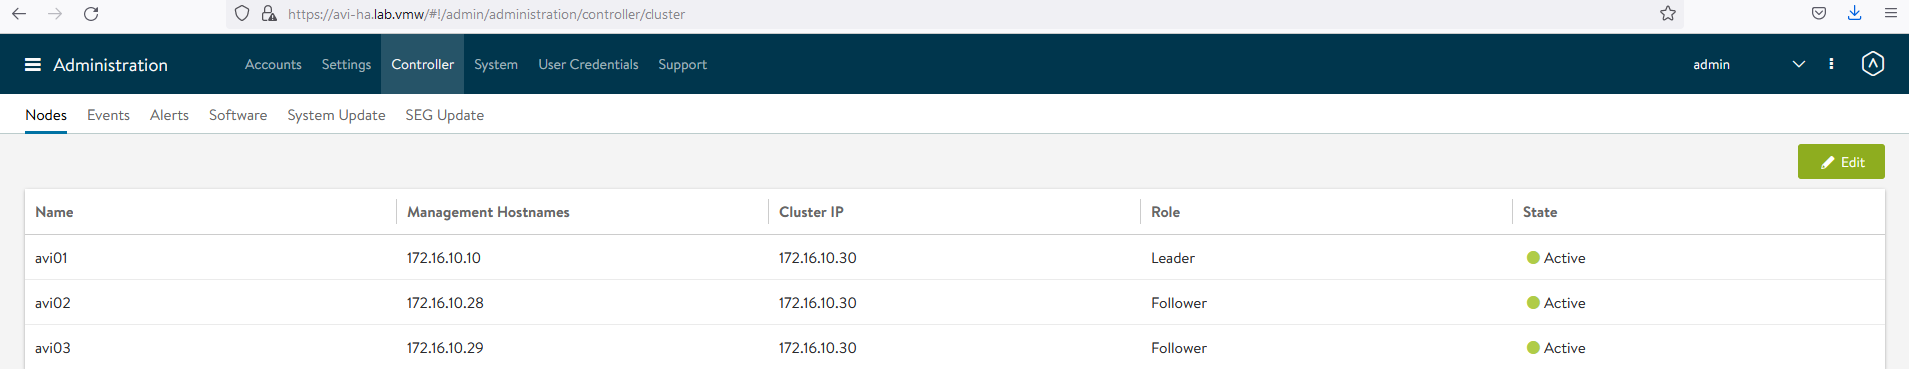 https://avi-ha.lab.vmw/#!/admin/administration/controller/cluster
Administration Accounts Settings Controller System User Credentials Support admin
Nodes Events Alerts Software System Update SEG Update
Edit
Name Management Hostnames Cluster IP Role State
avi01 172.16.10.10 172.16.10.30 Leader Active
avi02 172.16.10.28 172.16.10.30 Follower Active
avi03 172.16.10.29 172.16.10.30 Follower Active